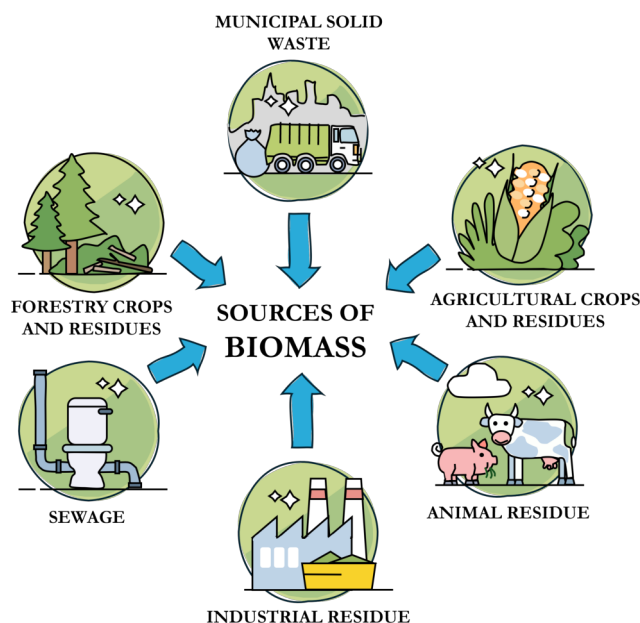 MUNICIPAL SOLID
WASTE
FORESTRY CROPS
AND RESIDUES
AGRICULTURAL CROPS
AND RESIDUES
SOURCES OF
BIOMASS
SEWAGE
ANIMAL RESIDUE
INDUSTRIAL RESIDUE